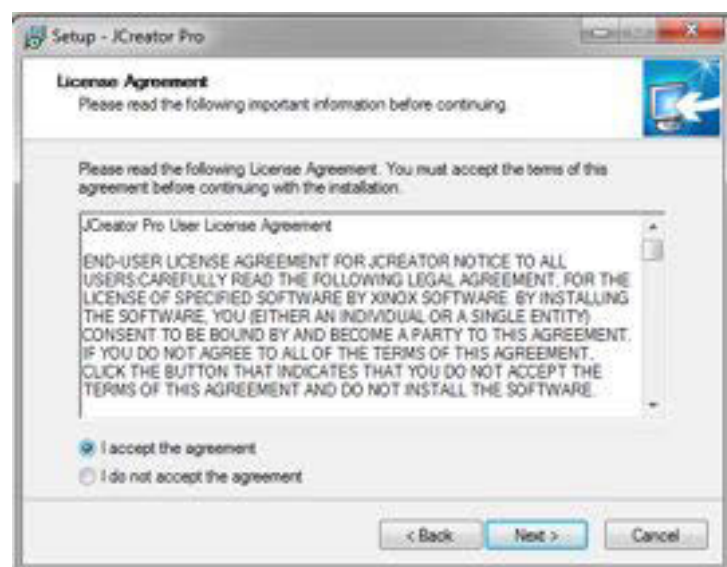 Setup - JCreator Pro
License Agreement
Please read the following important information before continuing.
Please read the following License Agreement. You must accept the terms of this
agreement before continuing with the installation.
JCreator Pro User License Agreement
END-USER LICENSE AGREEMENT FOR JCREATOR NOTICE TO ALL
USERS:CAREFULLY READ THE FOLLOWING LEGAL AGREEMENT, FOR THE
LICENSE OF SPECIFIED SOFTWARE BY XINOX SOFTWARE. BY INSTALLING
THE SOFTWARE, YOU (EITHER AN INDIVIDUAL OR A SINGLE ENTITY)
CONSENT TO BE BOUND BY AND BECOME A PARTY TO THIS AGREEMENT.
IF YOU DO NOT AGREE TO ALL OF THE TERMS OF THIS AGREEMENT,
CLICK THE BUTTON THAT INDICATES THAT YOU DO NOT ACCEPT THE
TERMS OF THIS AGREEMENT AND DO NOT INSTALL THE SOFTWARE.
I accept the agreement
I do not accept the agreement
< Back
Next >
Cancel